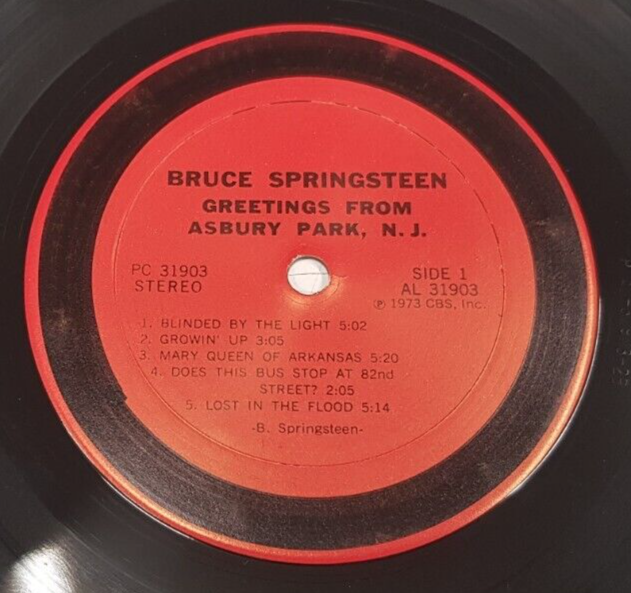 BRUCE SPRINGSTEEN
GREETINGS FROM
ASBURY PARK, N.J.
PC 31903
STEREO
SIDE 1
AL 31903
℗ 1973 CBS, Inc.
1. BLINDED BY THE LIGHT 5:02
2. GROWIN' UP 3:05
3. MARY QUEEN OF ARKANSAS 5:20
4. DOES THIS BUS STOP AT 82nd
STREET? 2:05
5. LOST IN THE FLOOD 5:14
-B. Springsteen-